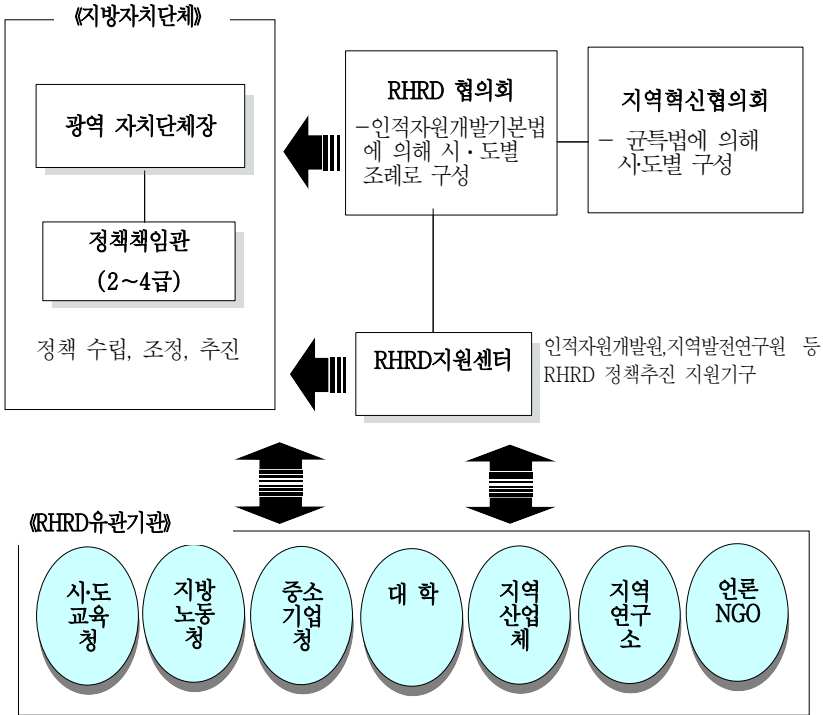 《지방자치단체》
광역 자치단체장
정책책임관
(2~4급)
정책 수립, 조정, 추진
RHRD 협의회
-인적자원개발기본법
에 의해 시·도별
조례로 구성
지역혁신협의회
- 균특법에 의해
시·도별 구성
RHRD지원센터
인적자원개발원,지역발전연구원 등
RHRD 정책추진 지원기구
《RHRD유관기관》
시·도
교육
청
지방
노동
청
중소
기업
청
대 학
지역
산업
체
지역
연구
소
언론
NGO